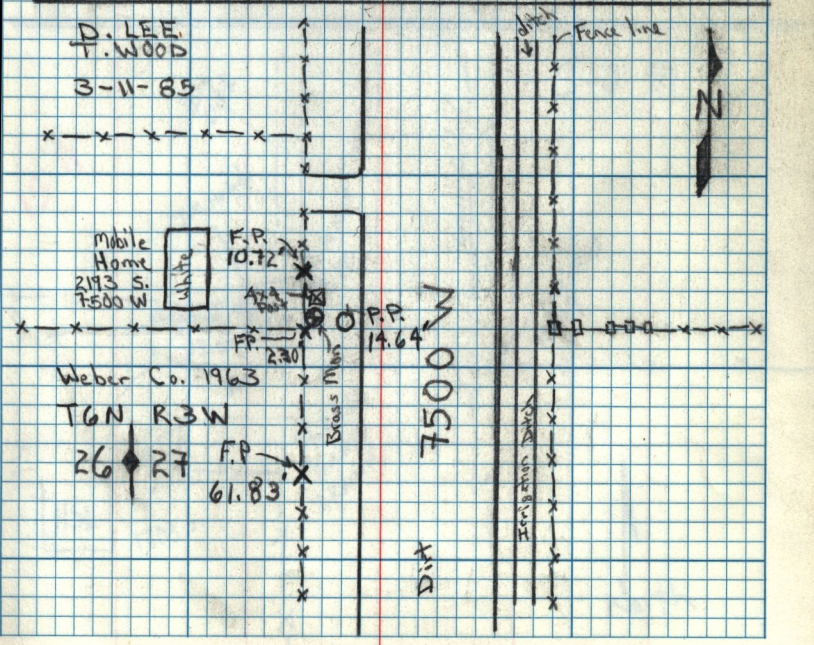 D. LEE.
T. WOOD
3-11-85
ditch
Fence line
N
Mobile
Home
2193 S.
7500 W
White
F.P.
10.72'
4x4
Post
P.P.
14.64'
F.P.
2.30'
Brass Mon
7500 W
Weber Co. 1963
T6N R3W
26 27
F.P
61.83'
Irrigation Ditch
Dirt